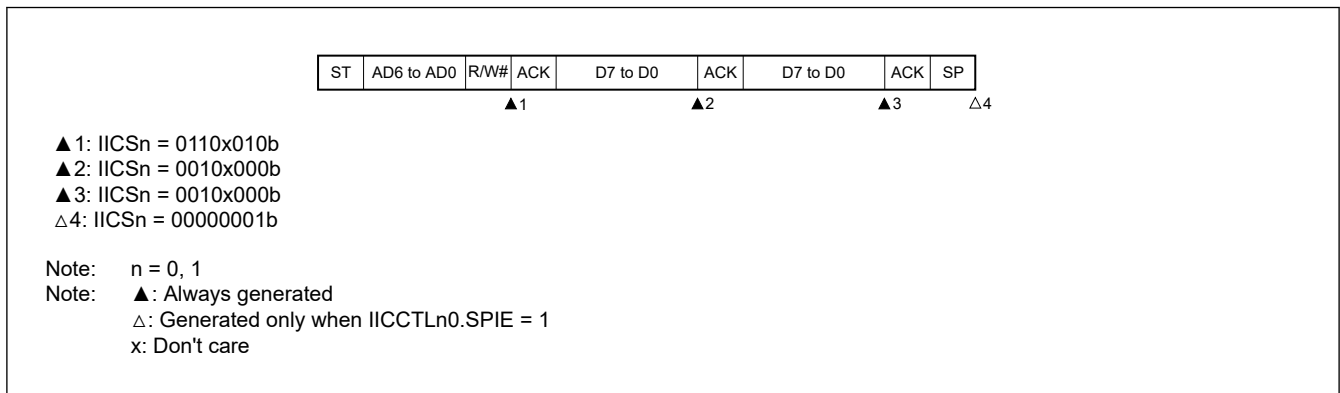 ST AD6 to AD0 R/W# ACK D7 to D0 ACK D7 to D0 ACK SP
▲1 ▲2 ▲3 △4
▲1: IICSn = 0110x010b
▲2: IICSn = 0010x000b
▲3: IICSn = 0010x000b
△4: IICSn = 00000001b
Note: n = 0, 1
Note: ▲: Always generated
△: Generated only when IICCTLn0.SPIE = 1
x: Don't care